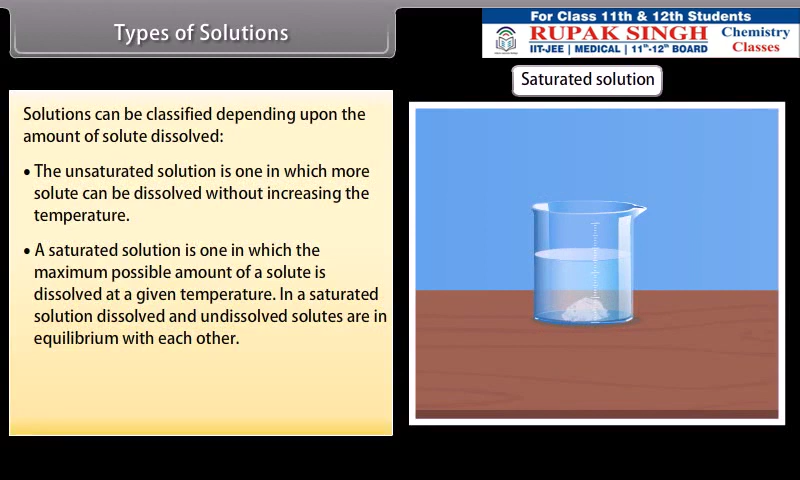 Types of Solutions
For Class 11th & 12th Students
RUPAK SINGH
IIT-JEE | MEDICAL | 11th-12th BOARD
Chemistry
Classes
Saturated solution
Solutions can be classified depending upon the
amount of solute dissolved:
• The unsaturated solution is one in which more
solute can be dissolved without increasing the
temperature.
• A saturated solution is one in which the
maximum possible amount of a solute is
dissolved at a given temperature. In a saturated
solution dissolved and undissolved solutes are in
equilibrium with each other.